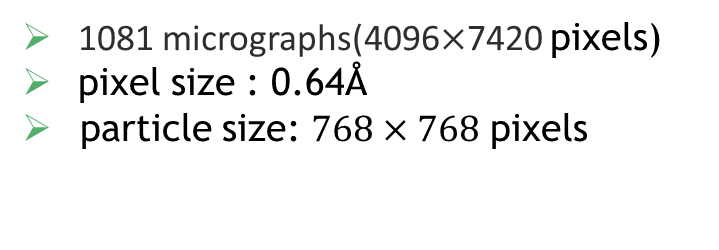 1081 micrographs(4096×7420 pixels)
pixel size : 0.64Å
particle size: 768 × 768 pixels